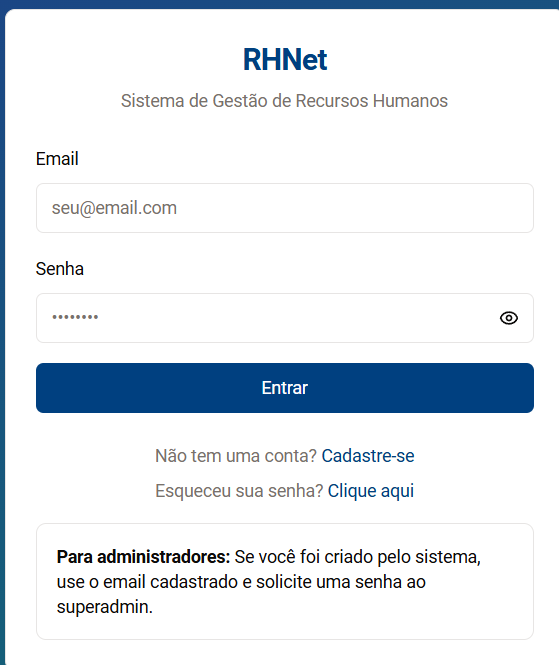 RHNet
Sistema de Gestão de Recursos Humanos
Email
seu@email.com
Senha
••••••••
Entrar
Não tem uma conta? Cadastre-se
Esqueceu sua senha? Clique aqui
Para administradores: Se você foi criado pelo sistema,
use o email cadastrado e solicite uma senha ao
superadmin.